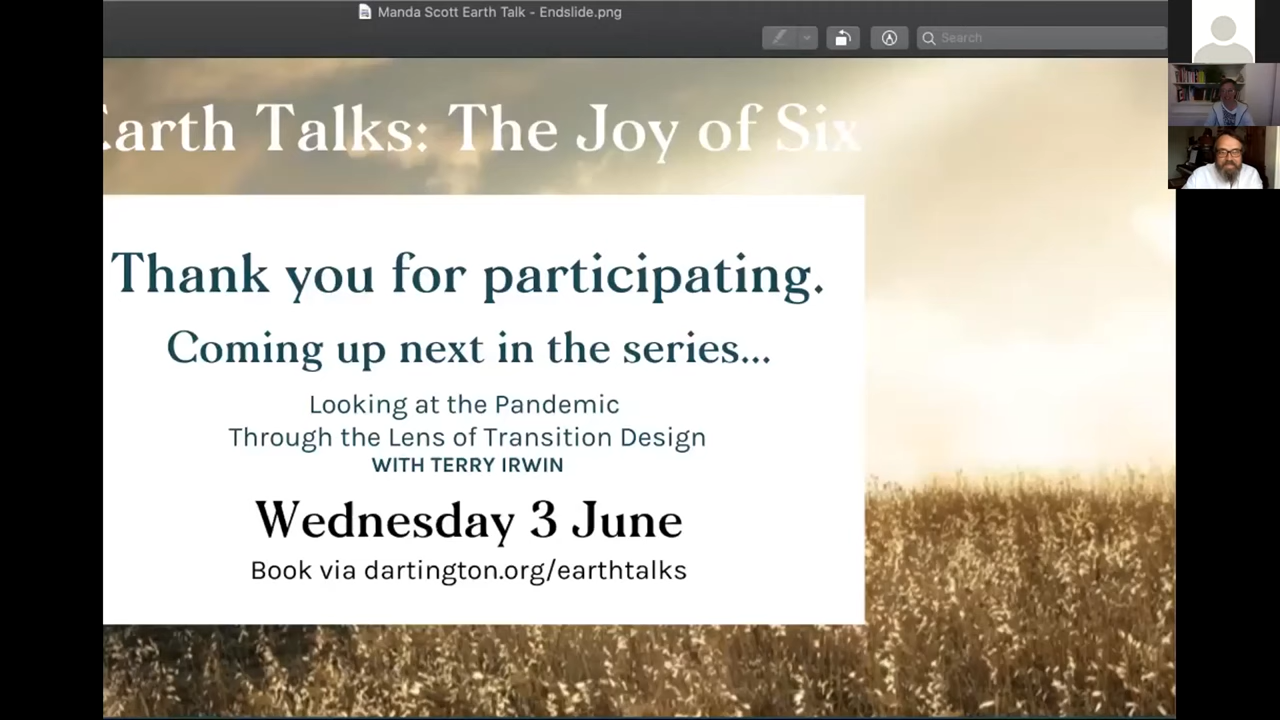 Manda Scott Earth Talk - Endslide.png
Search
Earth Talks: The Joy of Six
Thank you for participating.
Coming up next in the series...
Looking at the Pandemic
Through the Lens of Transition Design
WITH TERRY IRWIN
Wednesday 3 June
Book via dartington.org/earthtalks